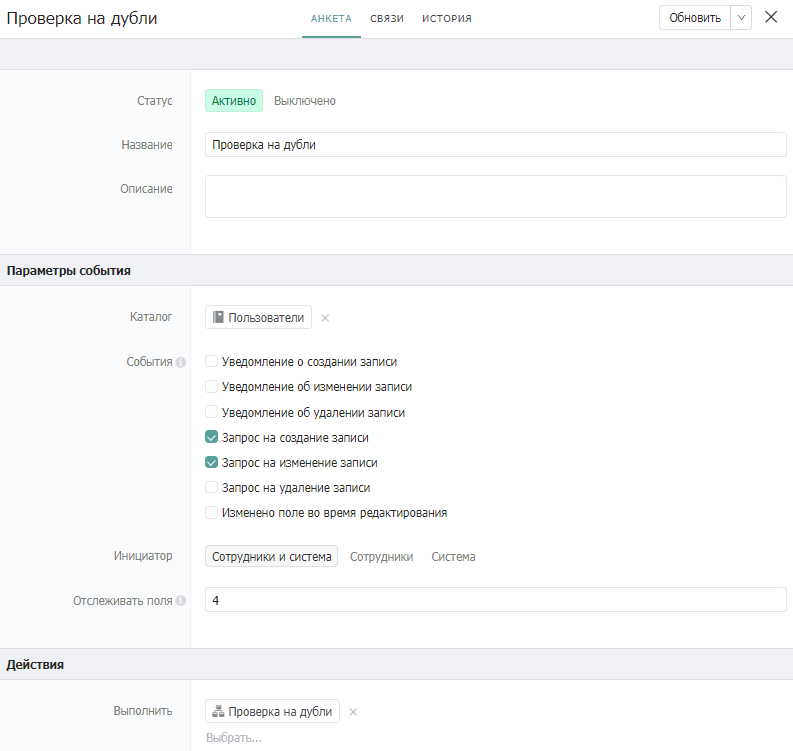 Проверка на дубли АНКЕТА СВЯЗИ ИСТОРИЯ Обновить
Статус Активно Выключено
Название Проверка на дубли
Описание
Параметры события
Каталог Пользователи
События Уведомление о создании записи
Уведомление об изменении записи
Уведомление об удалении записи
Запрос на создание записи
Запрос на изменение записи
Запрос на удаление записи
Изменено поле во время редактирования
Инициатор Сотрудники и система Сотрудники Система
Отслеживать поля 4
Действия
Выполнить Проверка на дубли
Выбрать...